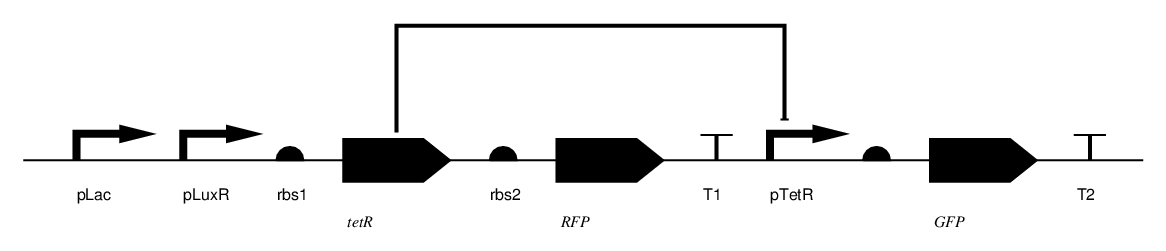 pLac pLuxR rbs1 rbs2 T1 pTetR T2
tetR RFP GFP